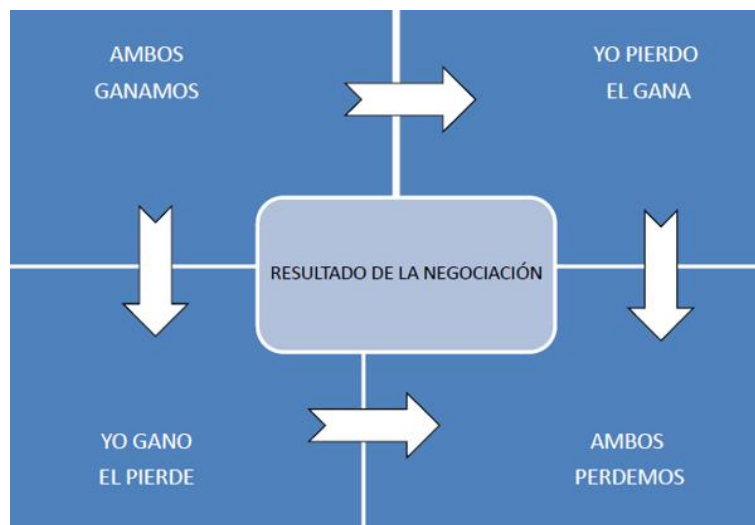 AMBOS
GANAMOS
YO PIERDO
EL GANA
RESULTADO DE LA NEGOCIACIÓN
YO GANO
EL PIERDE
AMBOS
PERDEMOS